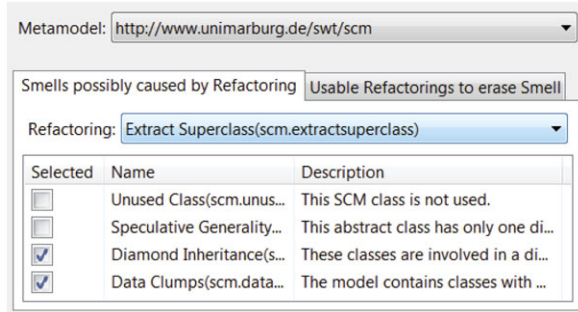 Metamodel: http://www.unimarburg.de/swt/scm
Smells possibly caused by Refactoring Usable Refactorings to erase Smell
Refactoring: Extract Superclass(scm.extractsuperclass)
Selected Name Description
Unused Class(scm.unus... This SCM class is not used.
Speculative Generality... This abstract class has only one di...
Diamond Inheritance(s... These classes are involved in a di...
Data Clumps(scm.data... The model contains classes with ...